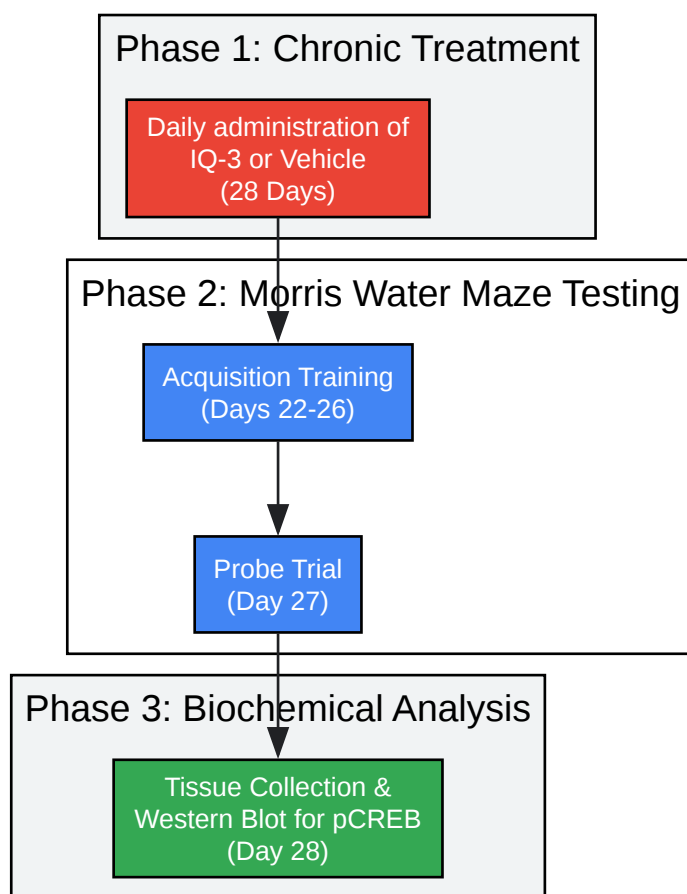 Phase 1: Chronic Treatment
Daily administration of
IQ-3 or Vehicle
(28 Days)
Phase 2: Morris Water Maze Testing
Acquisition Training
(Days 22-26)
Probe Trial
(Day 27)
Phase 3: Biochemical Analysis
Tissue Collection &
Western Blot for pCREB
(Day 28)